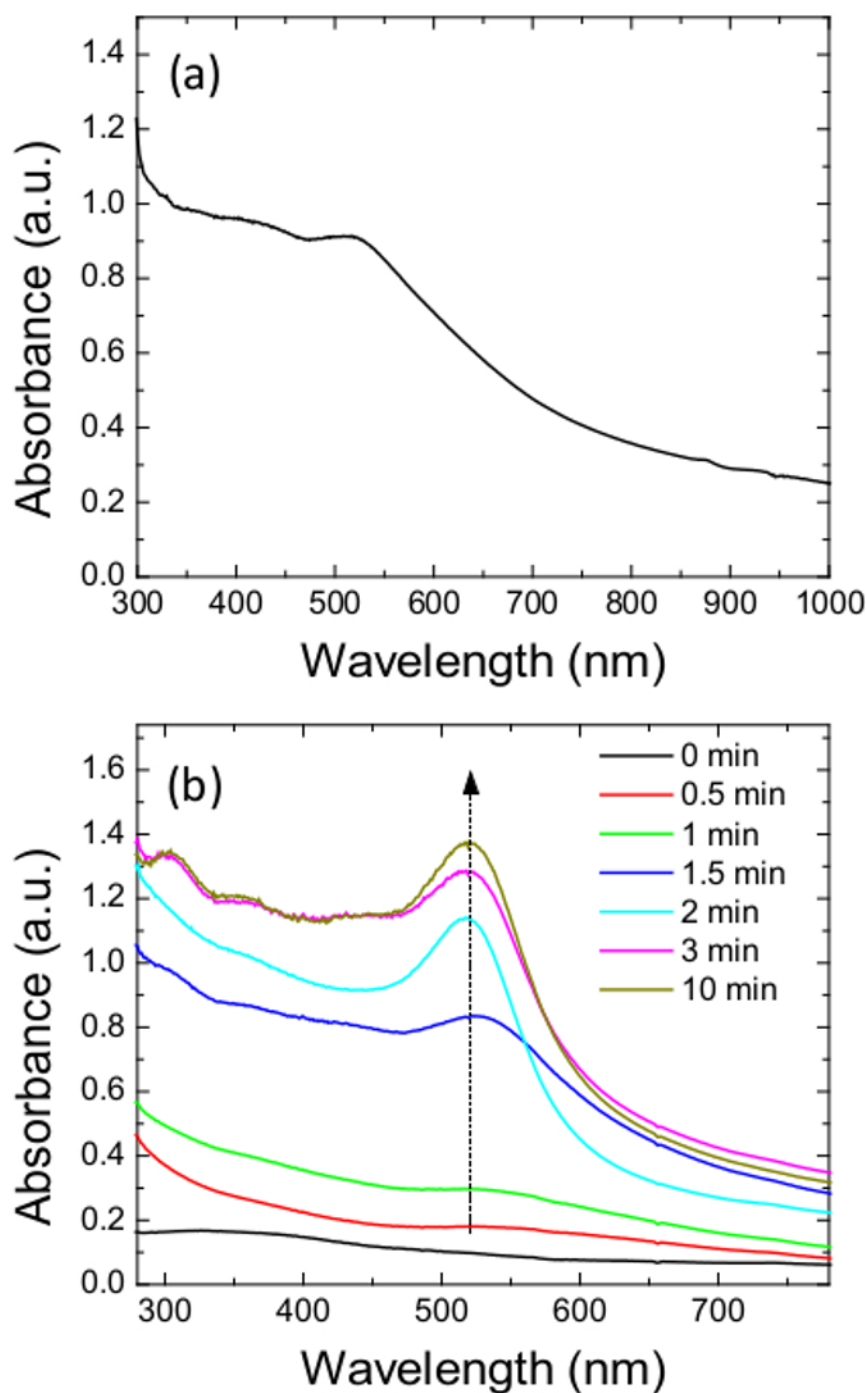 (a)
1.4
1.2
1.0
0.8
0.6
0.4
0.2
0.0
Absorbance (a.u.)
300 400 500 600 700 800 900 1000
Wavelength (nm)
(b)
1.6
1.4
1.2
1.0
0.8
0.6
0.4
0.2
0.0
Absorbance (a.u.)
0 min
0.5 min
1 min
1.5 min
2 min
3 min
10 min
300 400 500 600 700
Wavelength (nm)